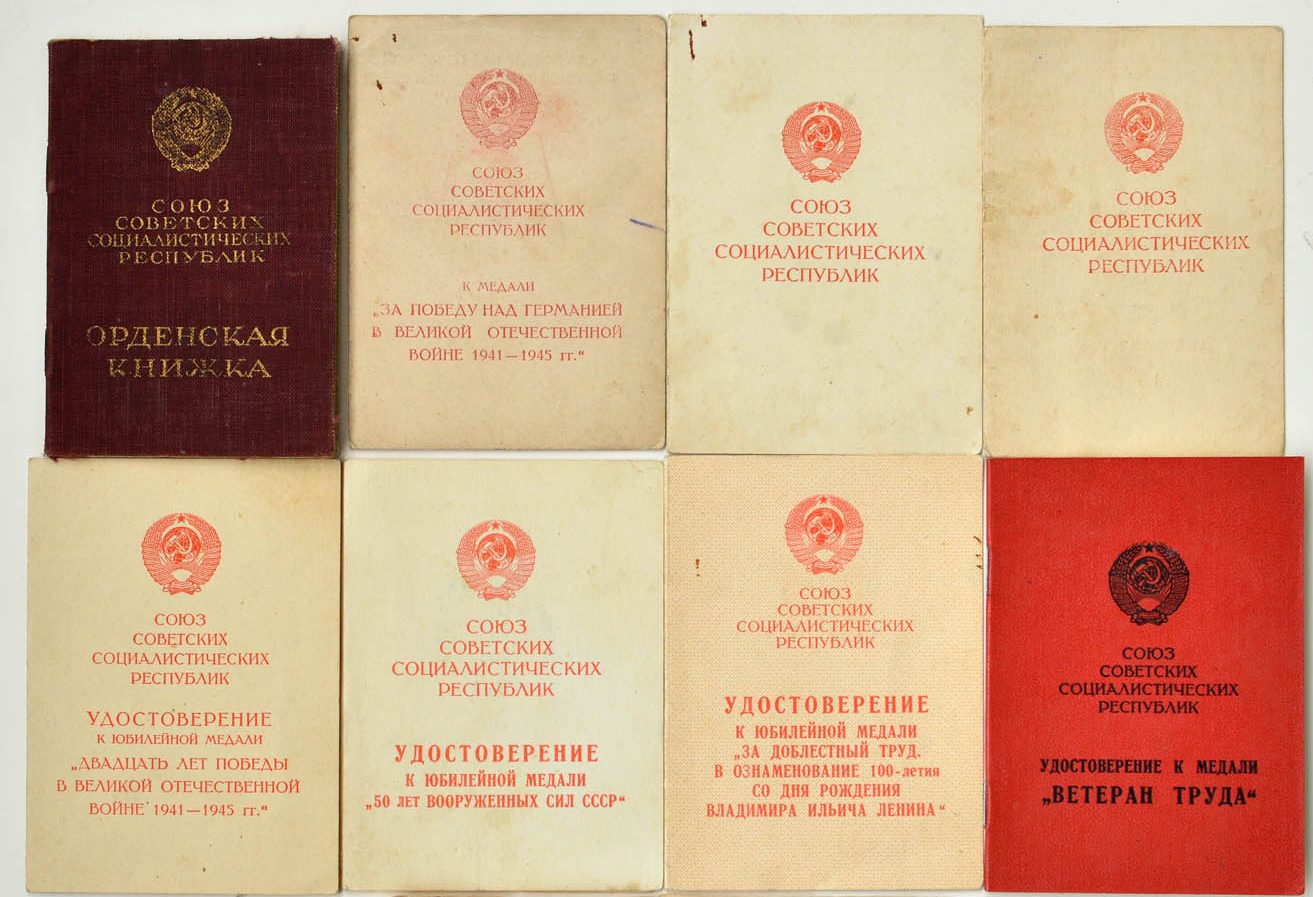 СОЮЗ
СОВЕТСКИХ
СОЦИАЛИСТИЧЕСКИХ
РЕСПУБЛИК
ОРДЕНСКАЯ
КНИЖКА
СОЮЗ
СОВЕТСКИХ
СОЦИАЛИСТИЧЕСКИХ
РЕСПУБЛИК
К МЕДАЛИ
„ЗА ПОБЕДУ НАД ГЕРМАНИЕЙ
В ВЕЛИКОЙ ОТЕЧЕСТВЕННОЙ
ВОЙНЕ 1941—1945 гг.“
СОЮЗ
СОВЕТСКИХ
СОЦИАЛИСТИЧЕСКИХ
РЕСПУБЛИК
СОЮЗ
СОВЕТСКИХ
СОЦИАЛИСТИЧЕСКИХ
РЕСПУБЛИК
СОЮЗ
СОВЕТСКИХ
СОЦИАЛИСТИЧЕСКИХ
РЕСПУБЛИК
УДОСТОВЕРЕНИЕ
К ЮБИЛЕЙНОЙ МЕДАЛИ
„ДВАДЦАТЬ ЛЕТ ПОБЕДЫ
В ВЕЛИКОЙ ОТЕЧЕСТВЕННОЙ
ВОЙНЕ 1941—1945 гг.“
СОЮЗ
СОВЕТСКИХ
СОЦИАЛИСТИЧЕСКИХ
РЕСПУБЛИК
УДОСТОВЕРЕНИЕ
К ЮБИЛЕЙНОЙ МЕДАЛИ
„50 ЛЕТ ВООРУЖЕННЫХ СИЛ СССР“
СОЮЗ
СОВЕТСКИХ
СОЦИАЛИСТИЧЕСКИХ
РЕСПУБЛИК
УДОСТОВЕРЕНИЕ
К ЮБИЛЕЙНОЙ МЕДАЛИ
„ЗА ДОБЛЕСТНЫЙ ТРУД.
В ОЗНАМЕНОВАНИЕ 100-летия
СО ДНЯ РОЖДЕНИЯ
ВЛАДИМИРА ИЛЬИЧА ЛЕНИНА“
СОЮЗ
СОВЕТСКИХ
СОЦИАЛИСТИЧЕСКИХ
РЕСПУБЛИК
УДОСТОВЕРЕНИЕ К МЕДАЛИ
„ВЕТЕРАН ТРУДА“